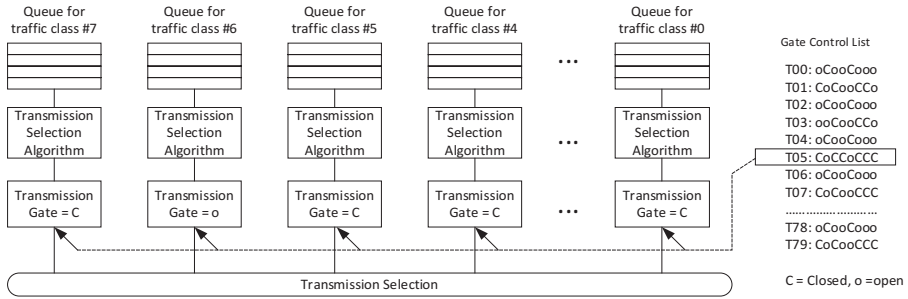 Queue for
traffic class #7
Queue for
traffic class #6
Queue for
traffic class #5
Queue for
traffic class #4
Queue for
traffic class #0
...
Transmission
Selection
Algorithm
Transmission
Selection
Algorithm
Transmission
Selection
Algorithm
Transmission
Selection
Algorithm
...
Transmission
Selection
Algorithm
Transmission
Gate = C
Transmission
Gate = o
Transmission
Gate = C
Transmission
Gate = C
...
Transmission
Gate = C
Transmission Selection
Gate Control List
T00: oCooCooo
T01: CoCooCCo
T02: oCooCooo
T03: ooCooCCo
T04: oCooCooo
T05: CoCCoCCC
T06: oCooCooo
T07: CoCooCCC
........................
T78: oCooCooo
T79: CoCooCCC
C = Closed, o =open